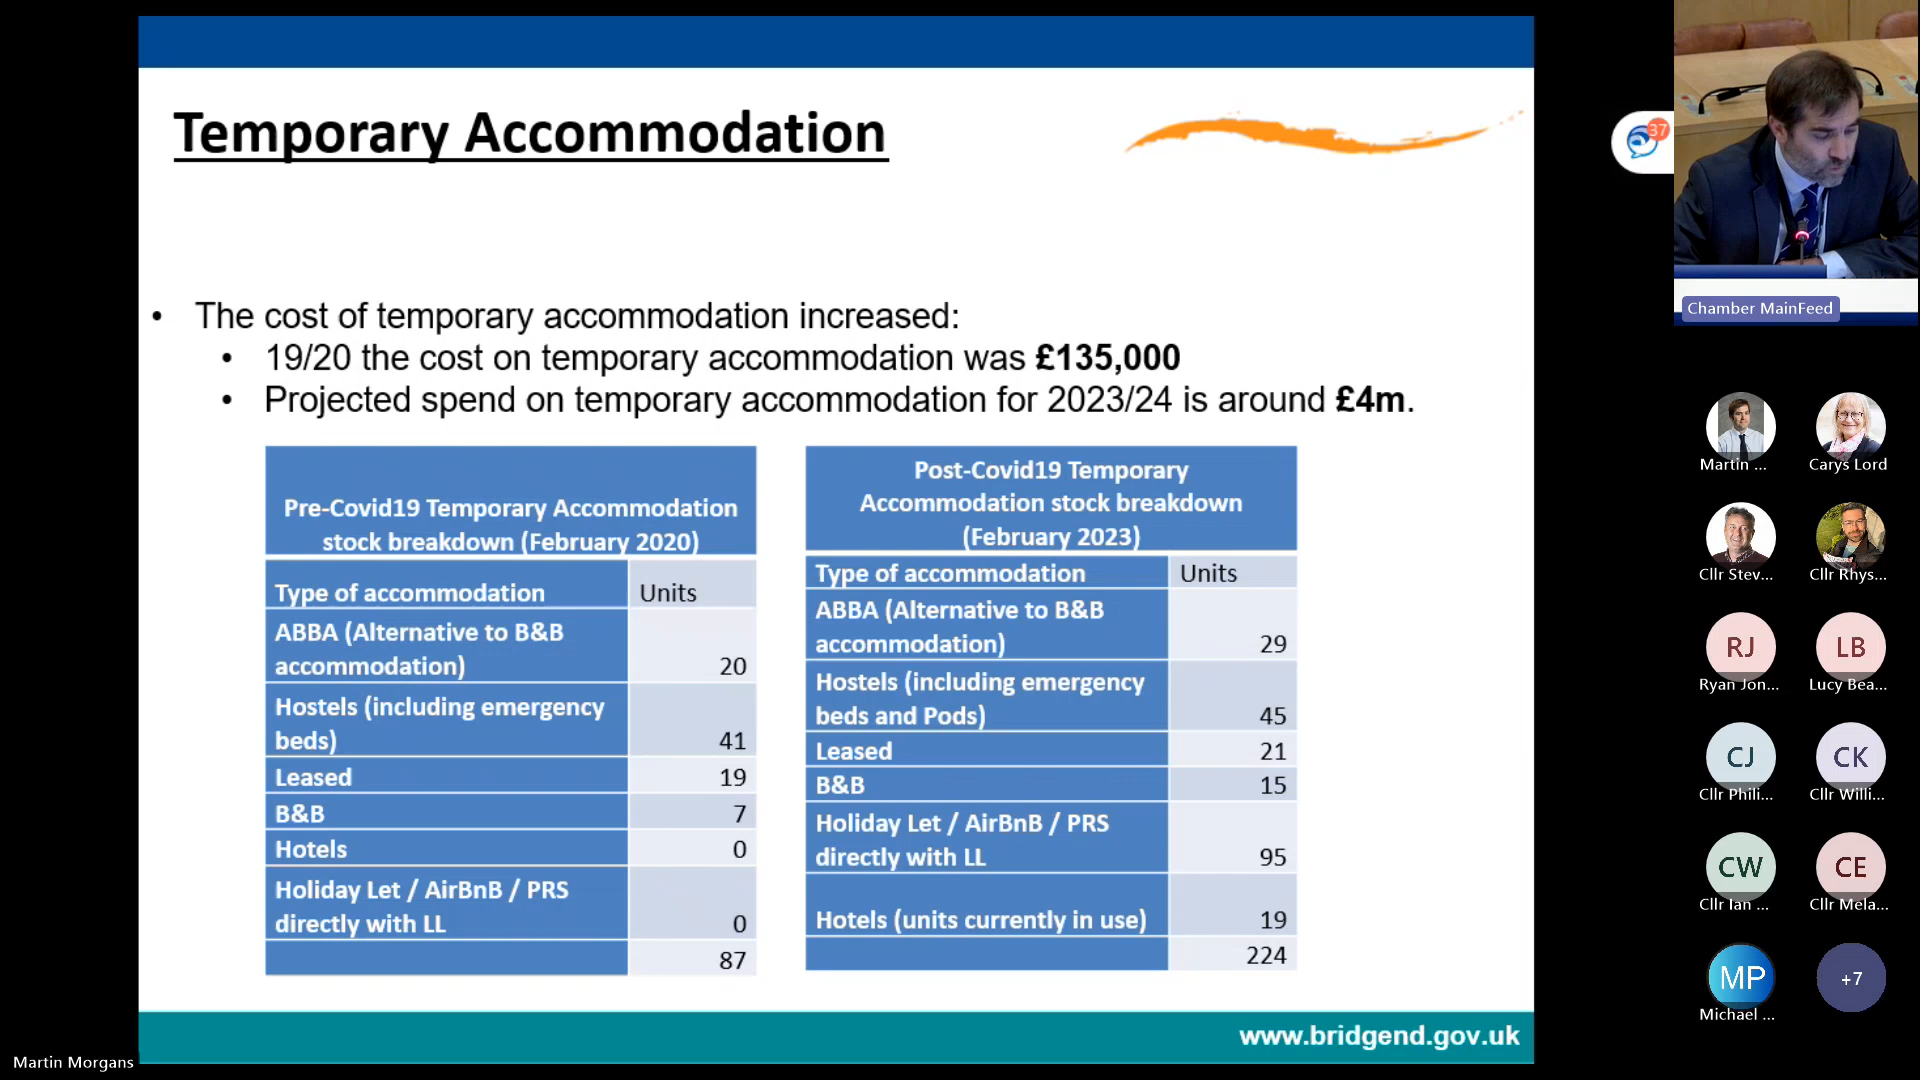 Temporary Accommodation
• The cost of temporary accommodation increased:
• 19/20 the cost on temporary accommodation was £135,000
• Projected spend on temporary accommodation for 2023/24 is around £4m.
Pre-Covid19 Temporary Accommodation
stock breakdown (February 2020)
Type of accommodation Units
ABBA (Alternative to B&B
accommodation) 20
Hostels (including emergency
beds) 41
Leased 19
B&B 7
Hotels 0
Holiday Let / AirBnB / PRS
directly with LL 0
87
Post-Covid19 Temporary
Accommodation stock breakdown
(February 2023)
Type of accommodation Units
ABBA (Alternative to B&B
accommodation) 29
Hostels (including emergency
beds and Pods) 45
Leased 21
B&B 15
Holiday Let / AirBnB / PRS
directly with LL 95
Hotels (units currently in use) 19
224
www.bridgend.gov.uk
Martin Morgans
37
Chamber MainFeed
Martin ... Carys Lord
Cllr Stev... Cllr Rhys...
RJ LB
Ryan Jon... Lucy Bea...
CJ CK
Cllr Phili... Cllr Willi...
CW CE
Cllr Ian ... Cllr Mela...
MP +7
Michael ...